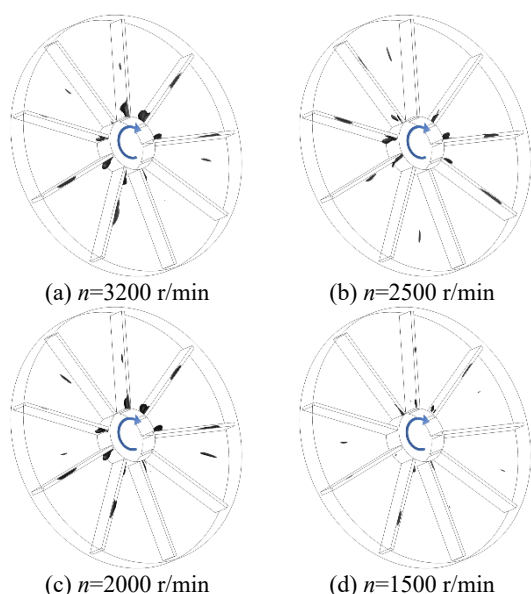 (a) n=3200 r/min
(b) n=2500 r/min
(c) n=2000 r/min
(d) n=1500 r/min